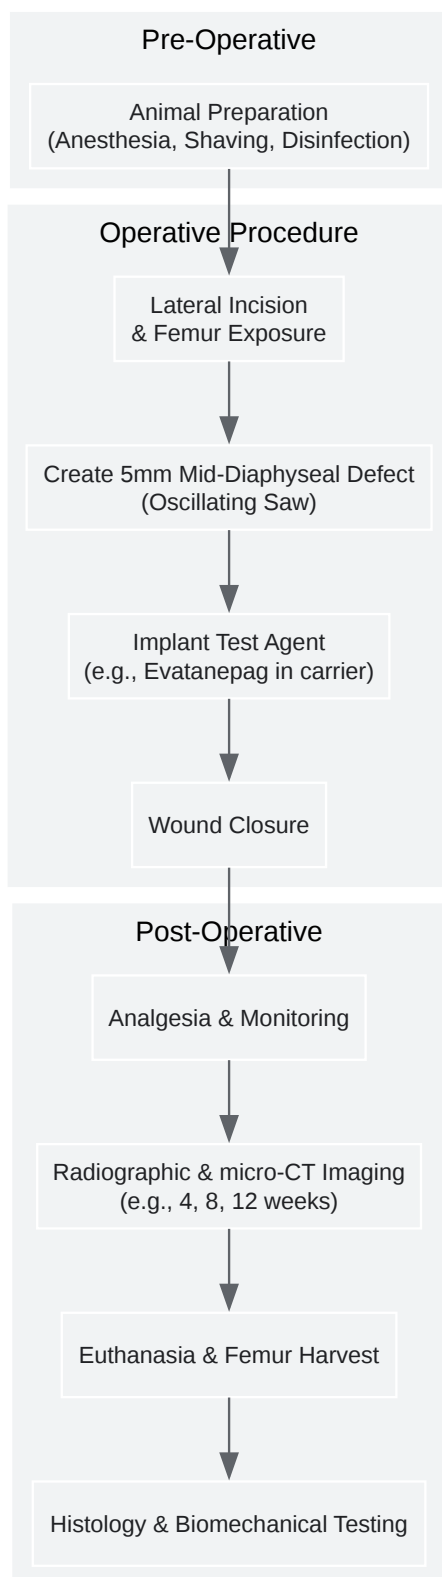 Pre-Operative
Animal Preparation
(Anesthesia, Shaving, Disinfection)
Operative Procedure
Lateral Incision
& Femur Exposure
Create 5mm Mid-Diaphyseal Defect
(Oscillating Saw)
Implant Test Agent
(e.g., Evatanepag in carrier)
Wound Closure
Post-Operative
Analgesia & Monitoring
Radiographic & micro-CT Imaging
(e.g., 4, 8, 12 weeks)
Euthanasia & Femur Harvest
Histology & Biomechanical Testing